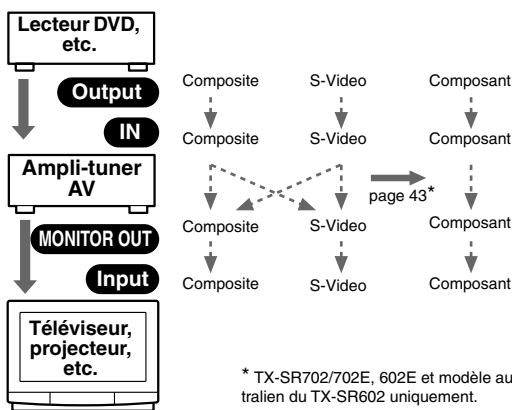 Lecteur DVD,
etc.
Output
Composite S-Video Composant
IN
Composite S-Video Composant
Ampli-tuner
AV
page 43*
MONITOR OUT
Composite S-Video Composant
Input
Composite S-Video Composant
Téléviseur,
projecteur,
etc.
* TX-SR702/702E, 602E et modèle au
tralien du TX-SR602 uniquement.